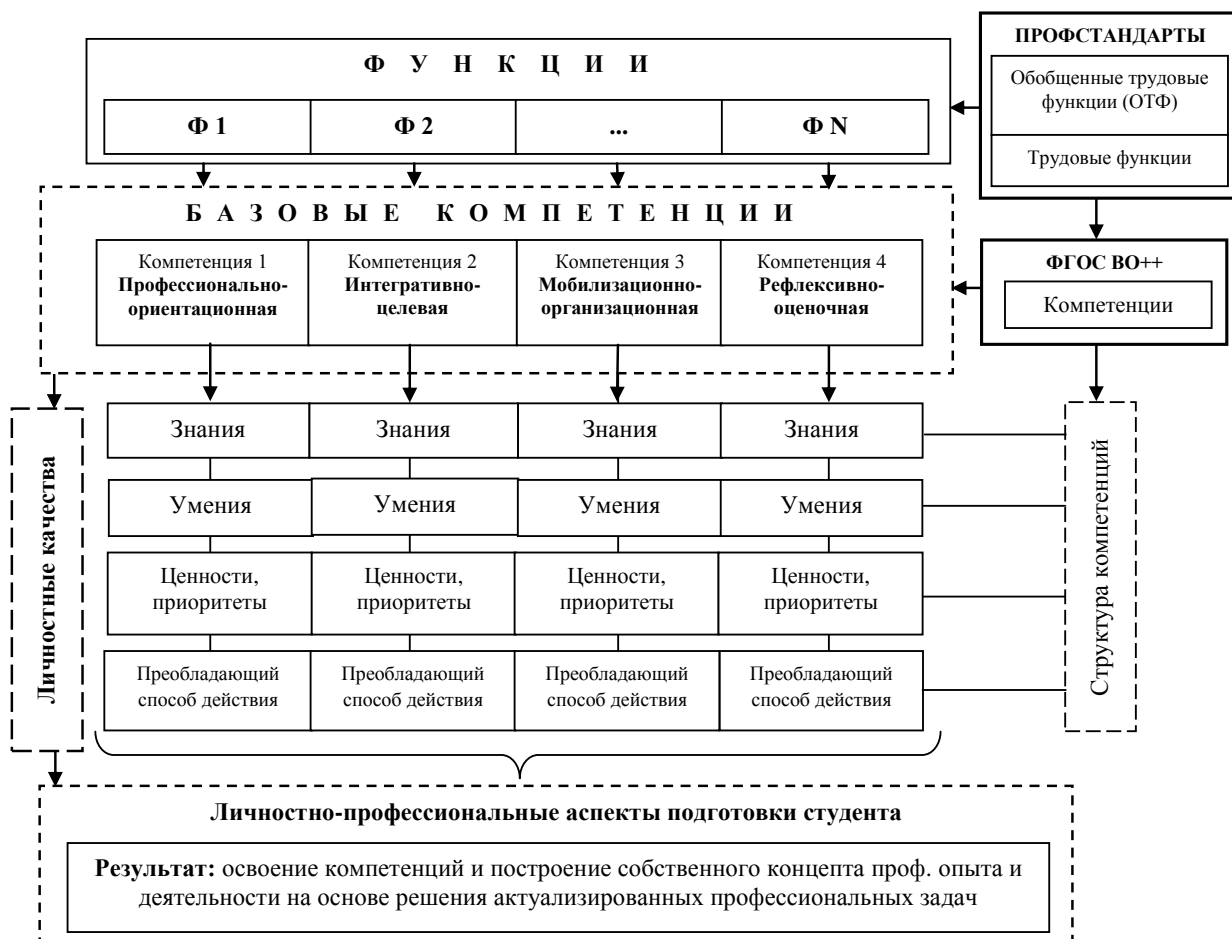 ПРОФСТАНДАРТЫ
Обобщенные трудовые
функции (ОТФ)
Трудовые функции
Ф У Н К Ц И И
Ф 1
Ф 2
...
Ф N
Б А З О В Ы Е К О М П Е Т Е Н Ц И И
Компетенция 1
Профессионально-
ориентационная
Компетенция 2
Интегративно-
целевая
Компетенция 3
Мобилизационно-
организационная
Компетенция 4
Рефлексивно-
оценочная
ФГОС ВО++
Компетенции
Личностные качества
Знания
Знания
Знания
Знания
Умения
Умения
Умения
Умения
Ценности,
приоритеты
Ценности,
приоритеты
Ценности,
приоритеты
Ценности,
приоритеты
Преобладающий
способ действия
Преобладающий
способ действия
Преобладающий
способ действия
Преобладающий
способ действия
Структура компетенций
Личностно-профессиональные аспекты подготовки студента
Результат: освоение компетенций и построение собственного концепта проф. опыта и
деятельности на основе решения актуализированных профессиональных задач